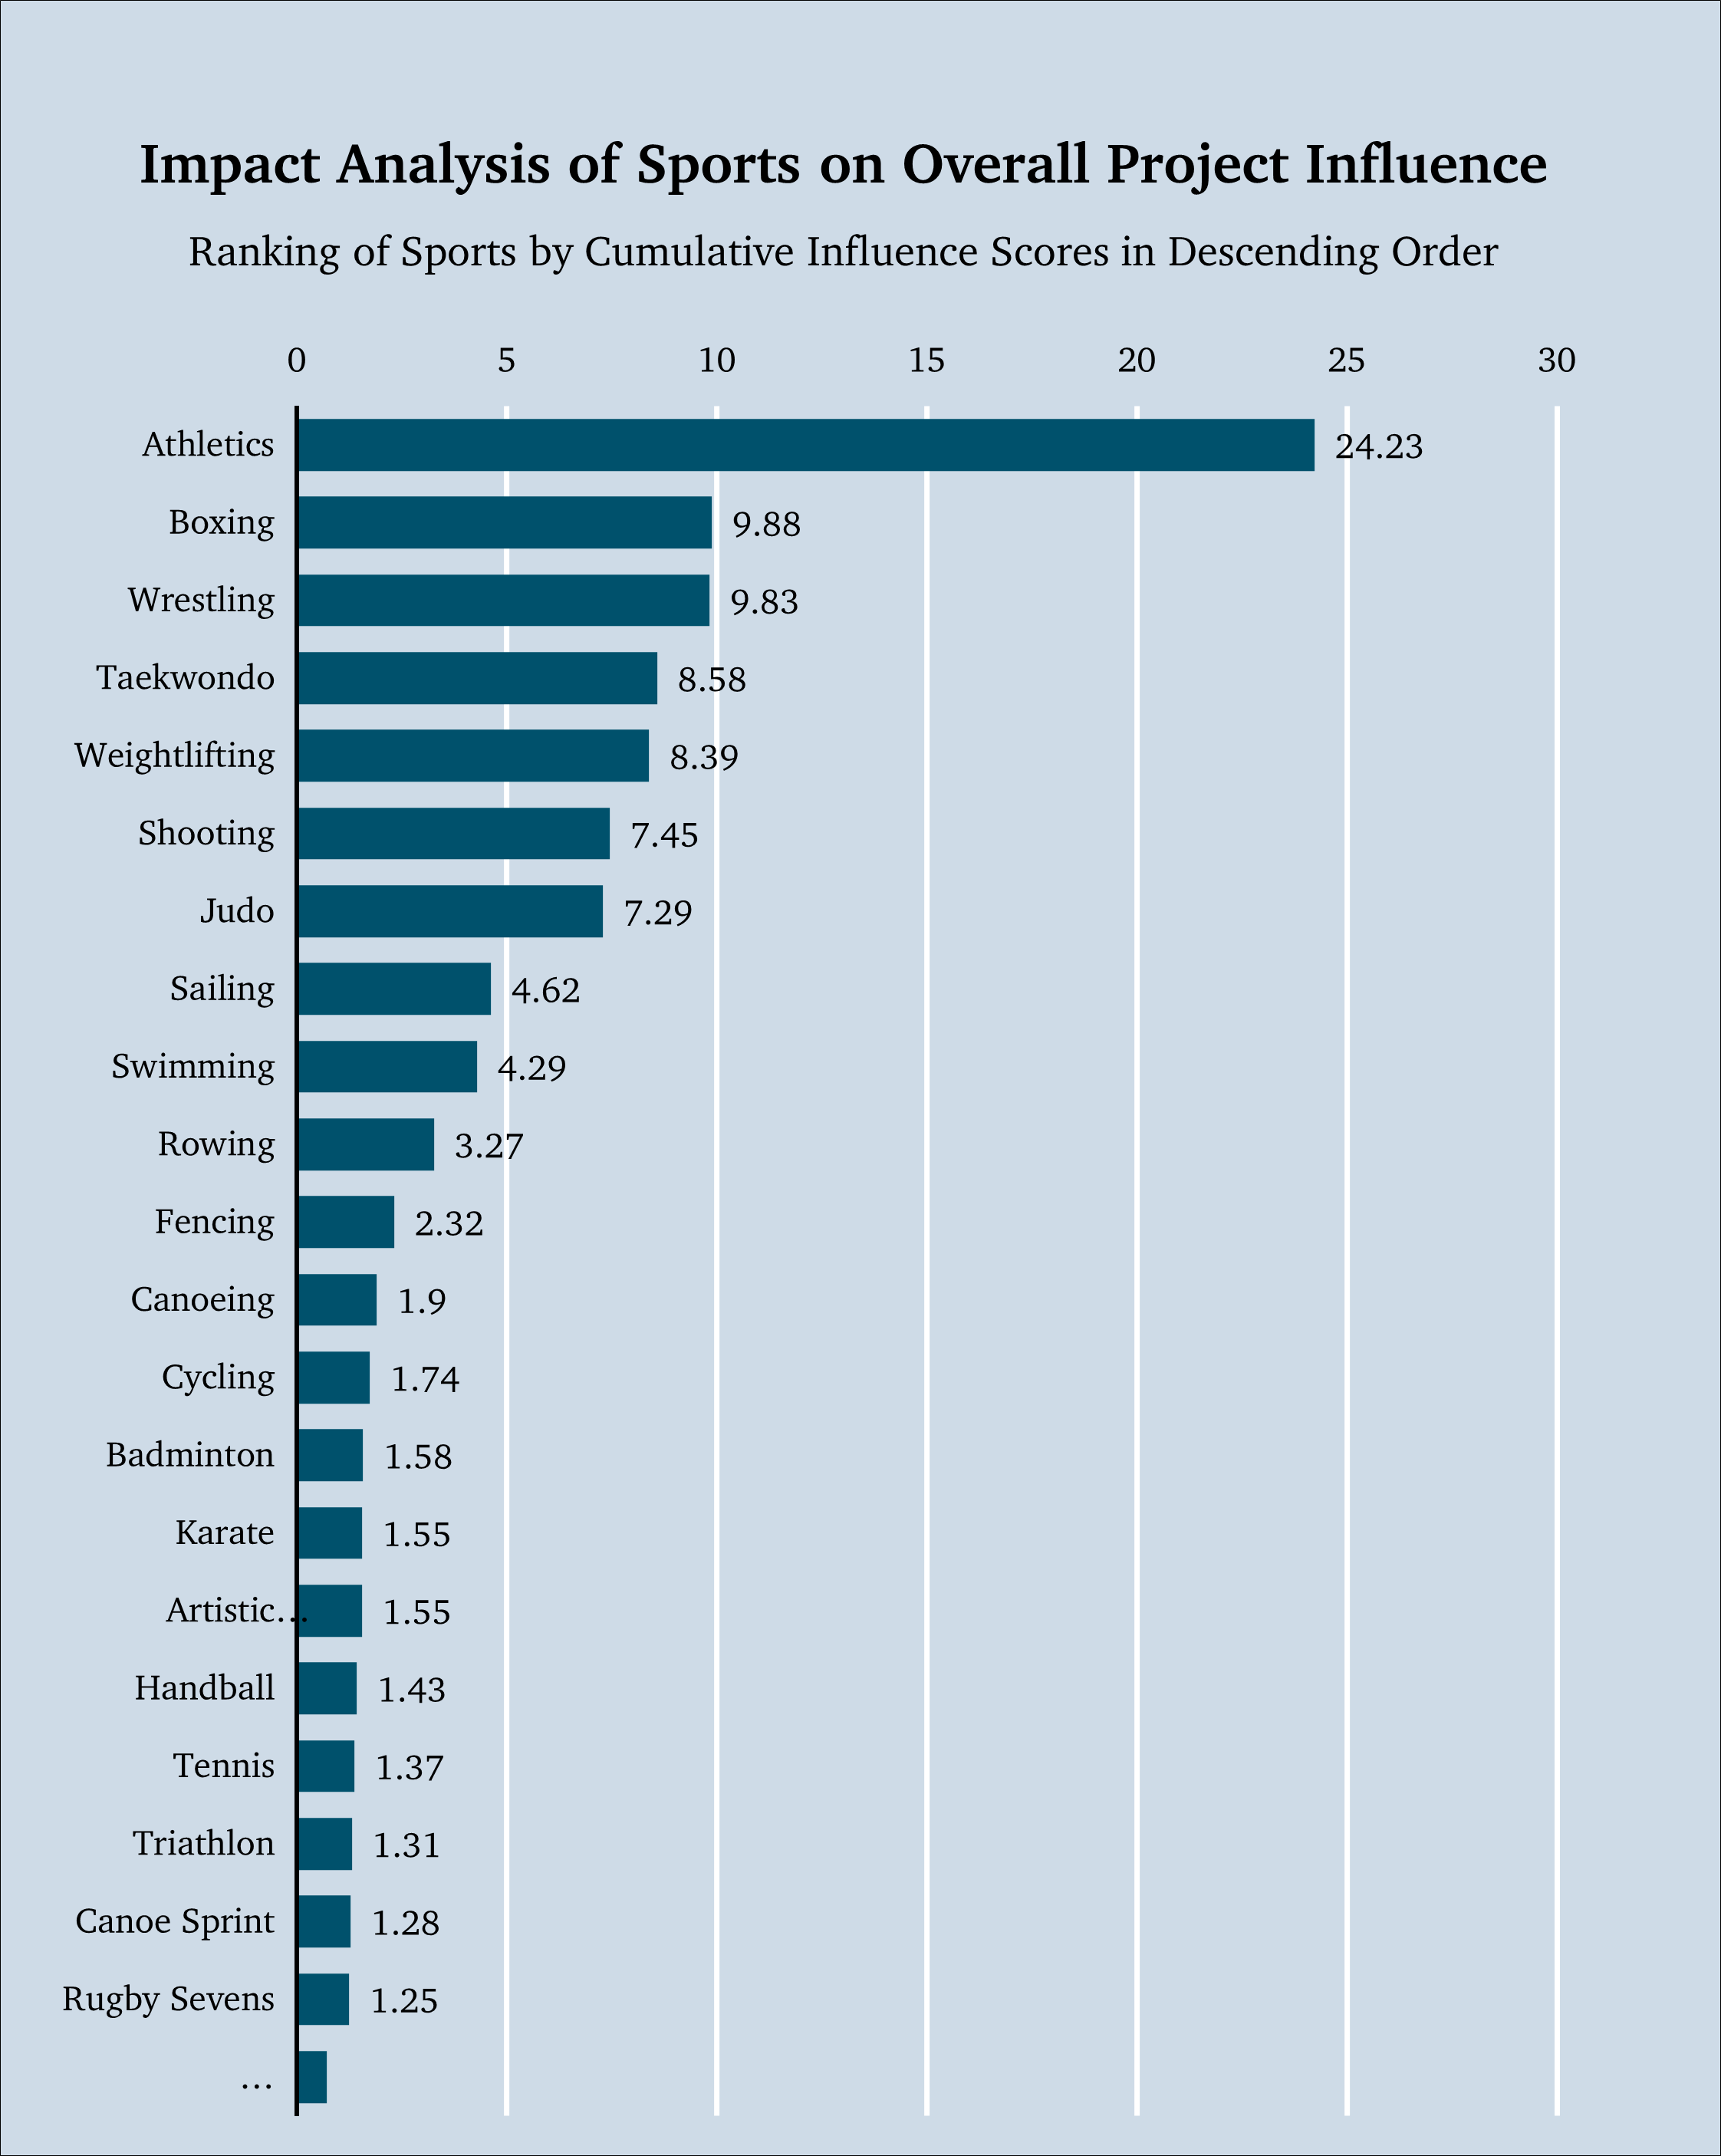 Impact Analysis of Sports on Overall Project Influence
Ranking of Sports by Cumulative Influence Scores in Descending Order
0 5 10 15 20 25 30
Athletics 24.23
Boxing 9.88
Wrestling 9.83
Taekwondo 8.58
Weightlifting 8.39
Shooting 7.45
Judo 7.29
Sailing 4.62
Swimming 4.29
Rowing 3.27
Fencing 2.32
Canoeing 1.9
Cycling 1.74
Badminton 1.58
Karate 1.55
Artistic... 1.55
Handball 1.43
Tennis 1.37
Triathlon 1.31
Canoe Sprint 1.28
Rugby Sevens 1.25
...